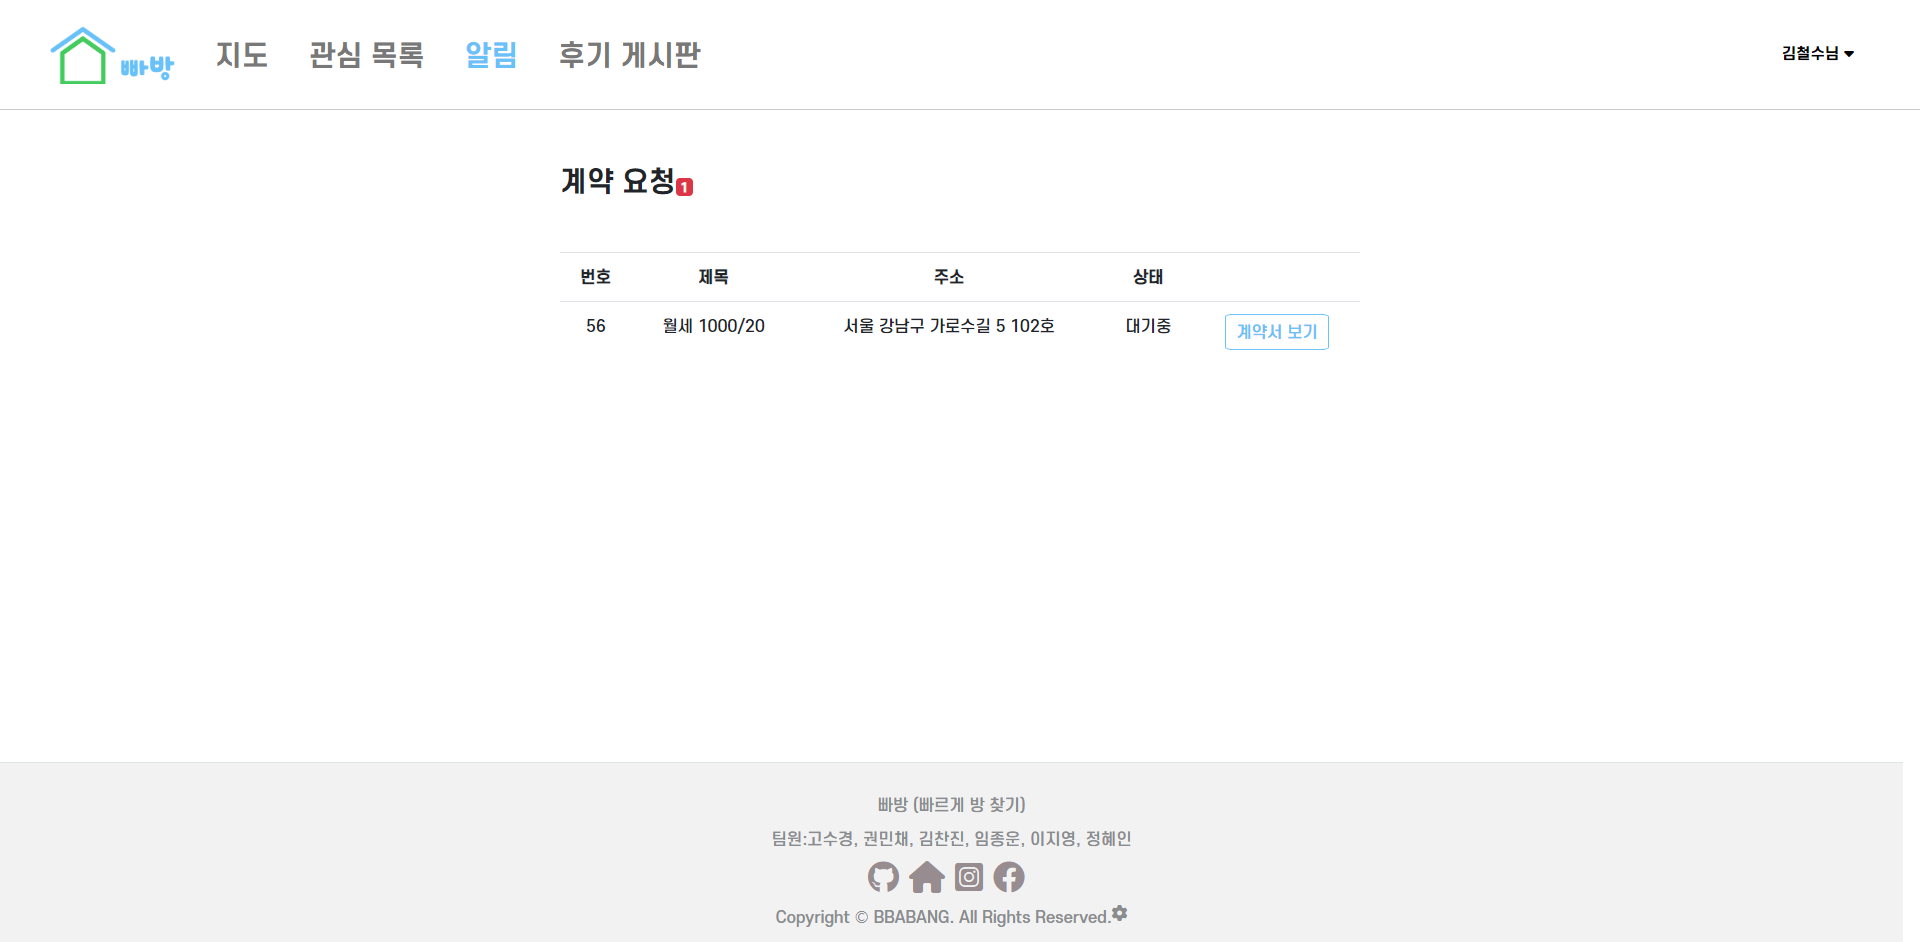 빠방 지도 관심 목록 알림 후기 게시판 김철수님
계약 요청 1
번호 제목 주소 상태
56 월세 1000/20 서울 강남구 가로수길 5 102호 대기중 계약서 보기
빠방 (빠르게 방 찾기)
팀원:고수경, 권민채, 김찬진, 임종운, 이지영, 정혜인
Copyright © BBABANG. All Rights Reserved.